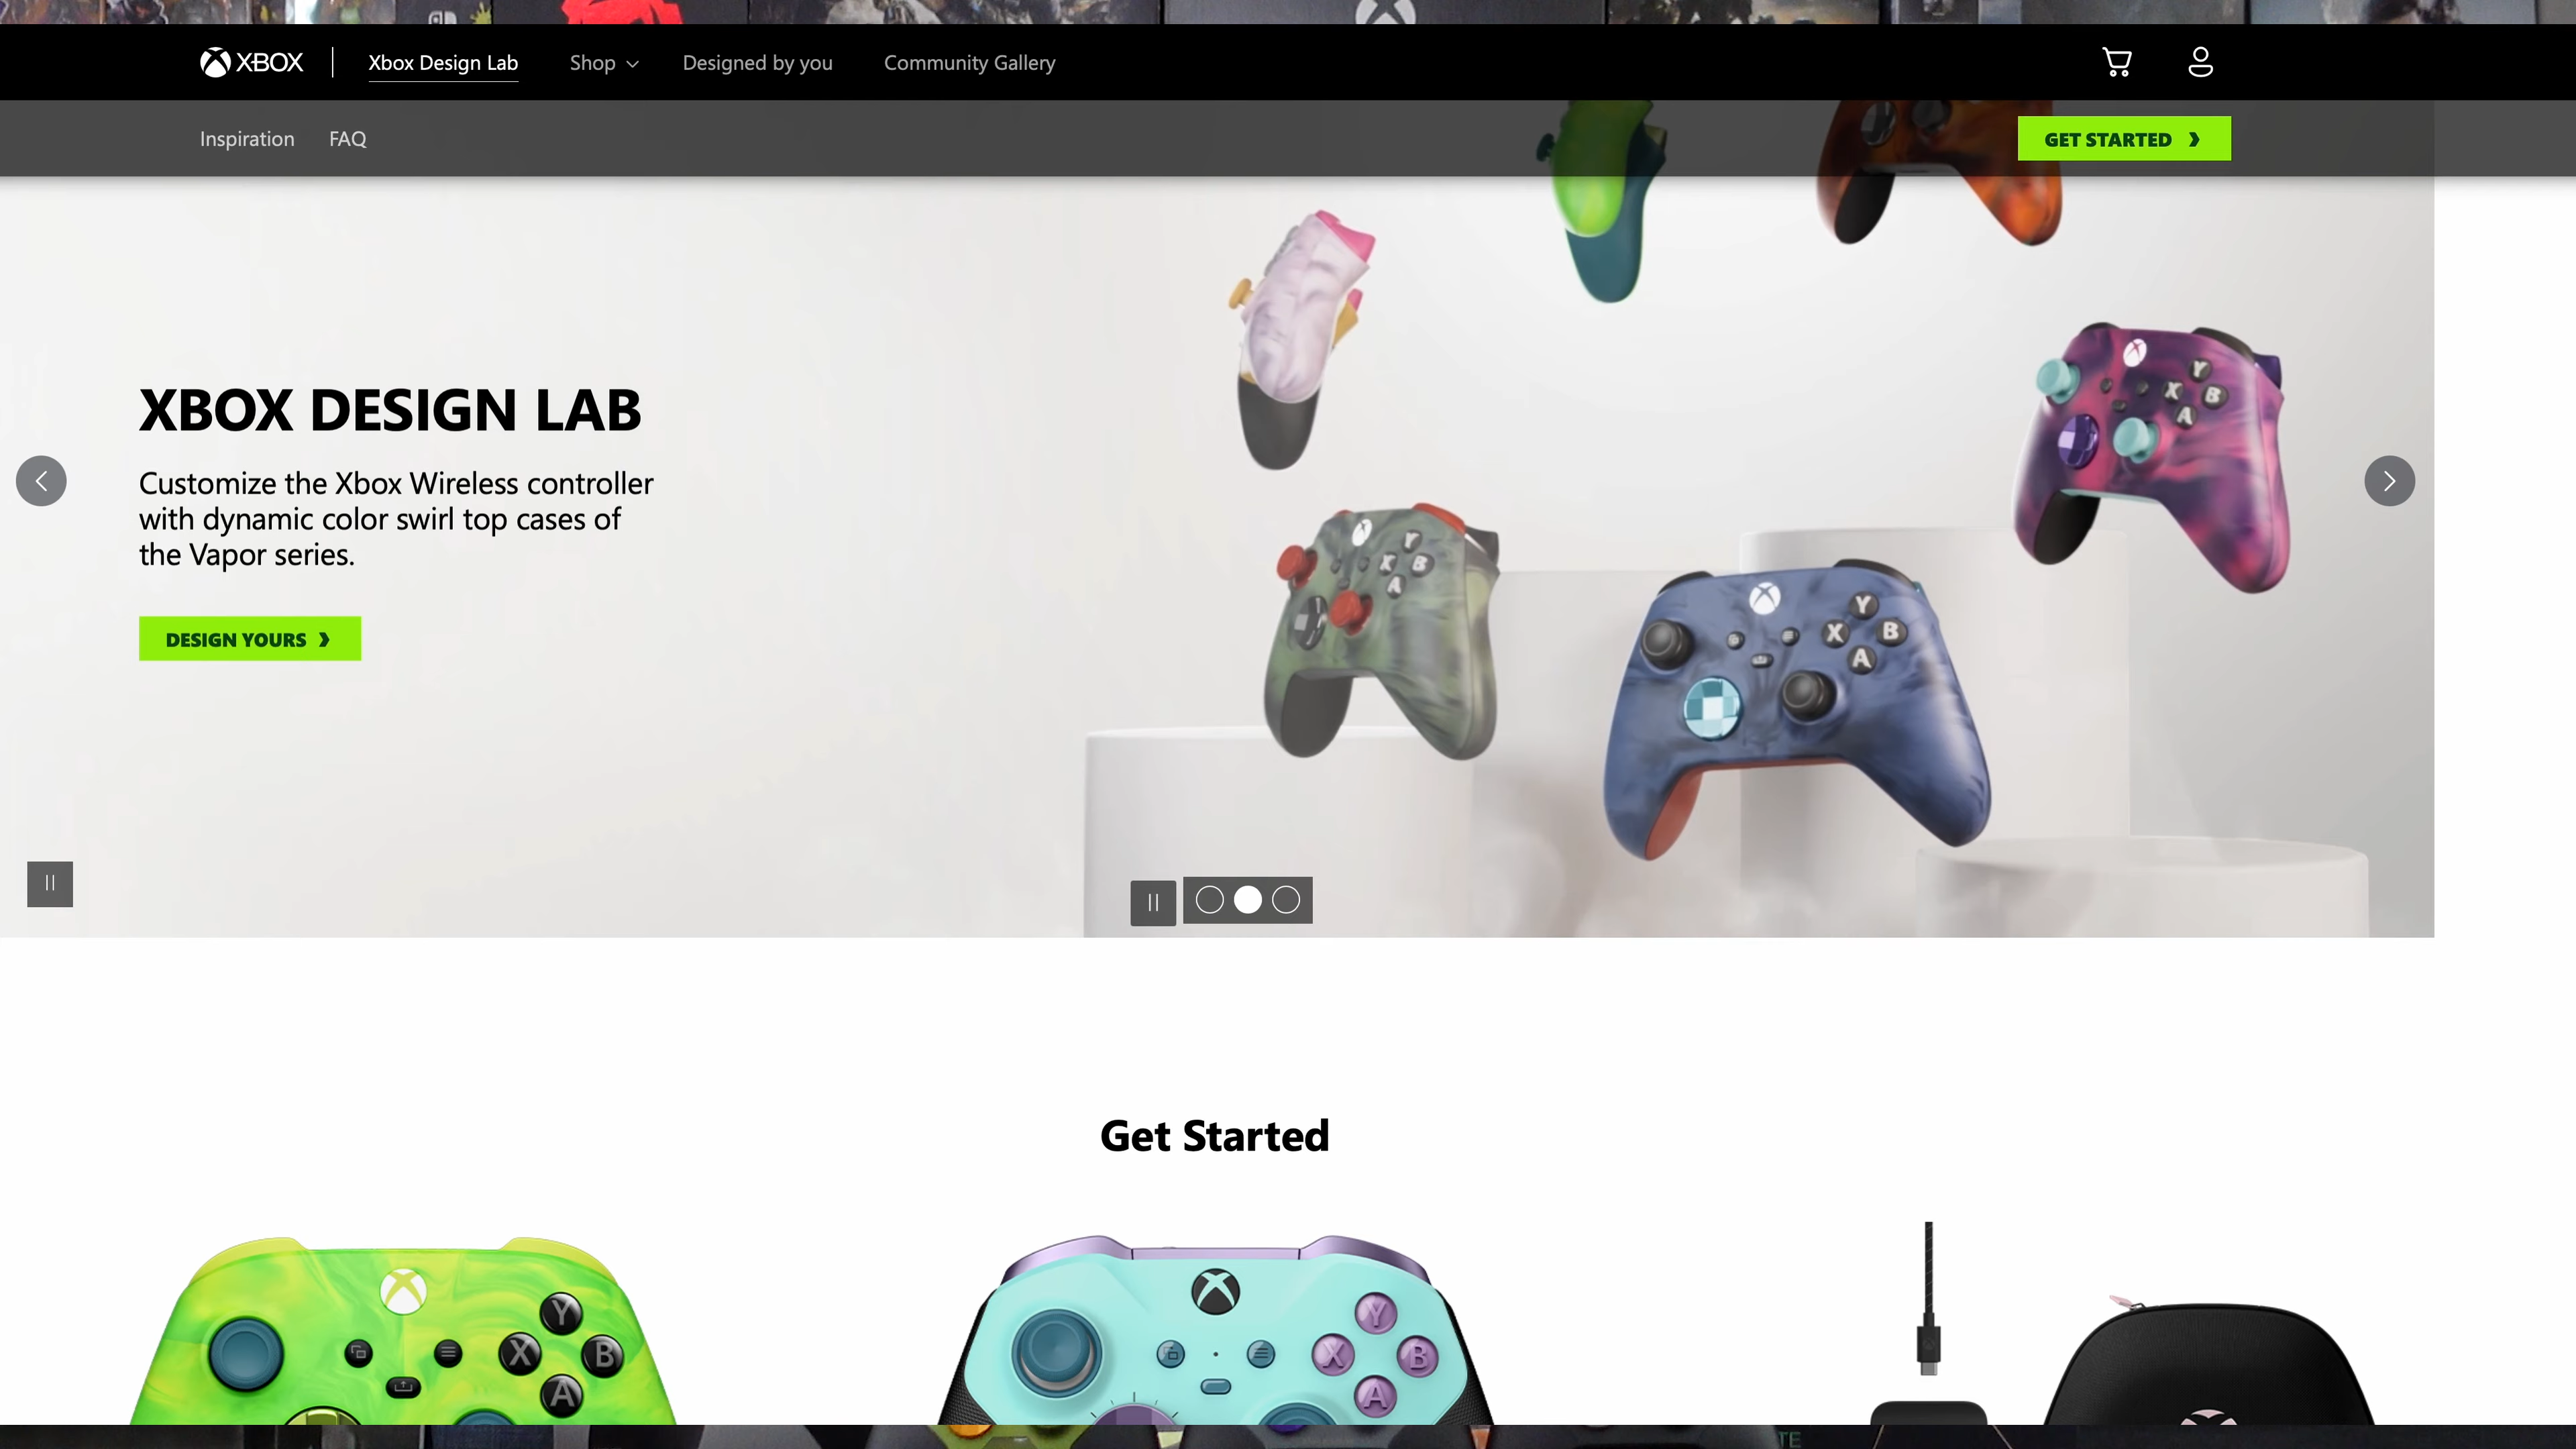 XBOX
Xbox Design Lab
Shop
Designed by you
Community Gallery
Inspiration
FAQ
GET STARTED
XBOX DESIGN LAB
Customize the Xbox Wireless controller
with dynamic color swirl top cases of
the Vapor series.
DESIGN YOURS
Y
X B
A
Y
X B
A
Y
X B
A
Get Started
Y
X B
A
Y
X B
A
TE